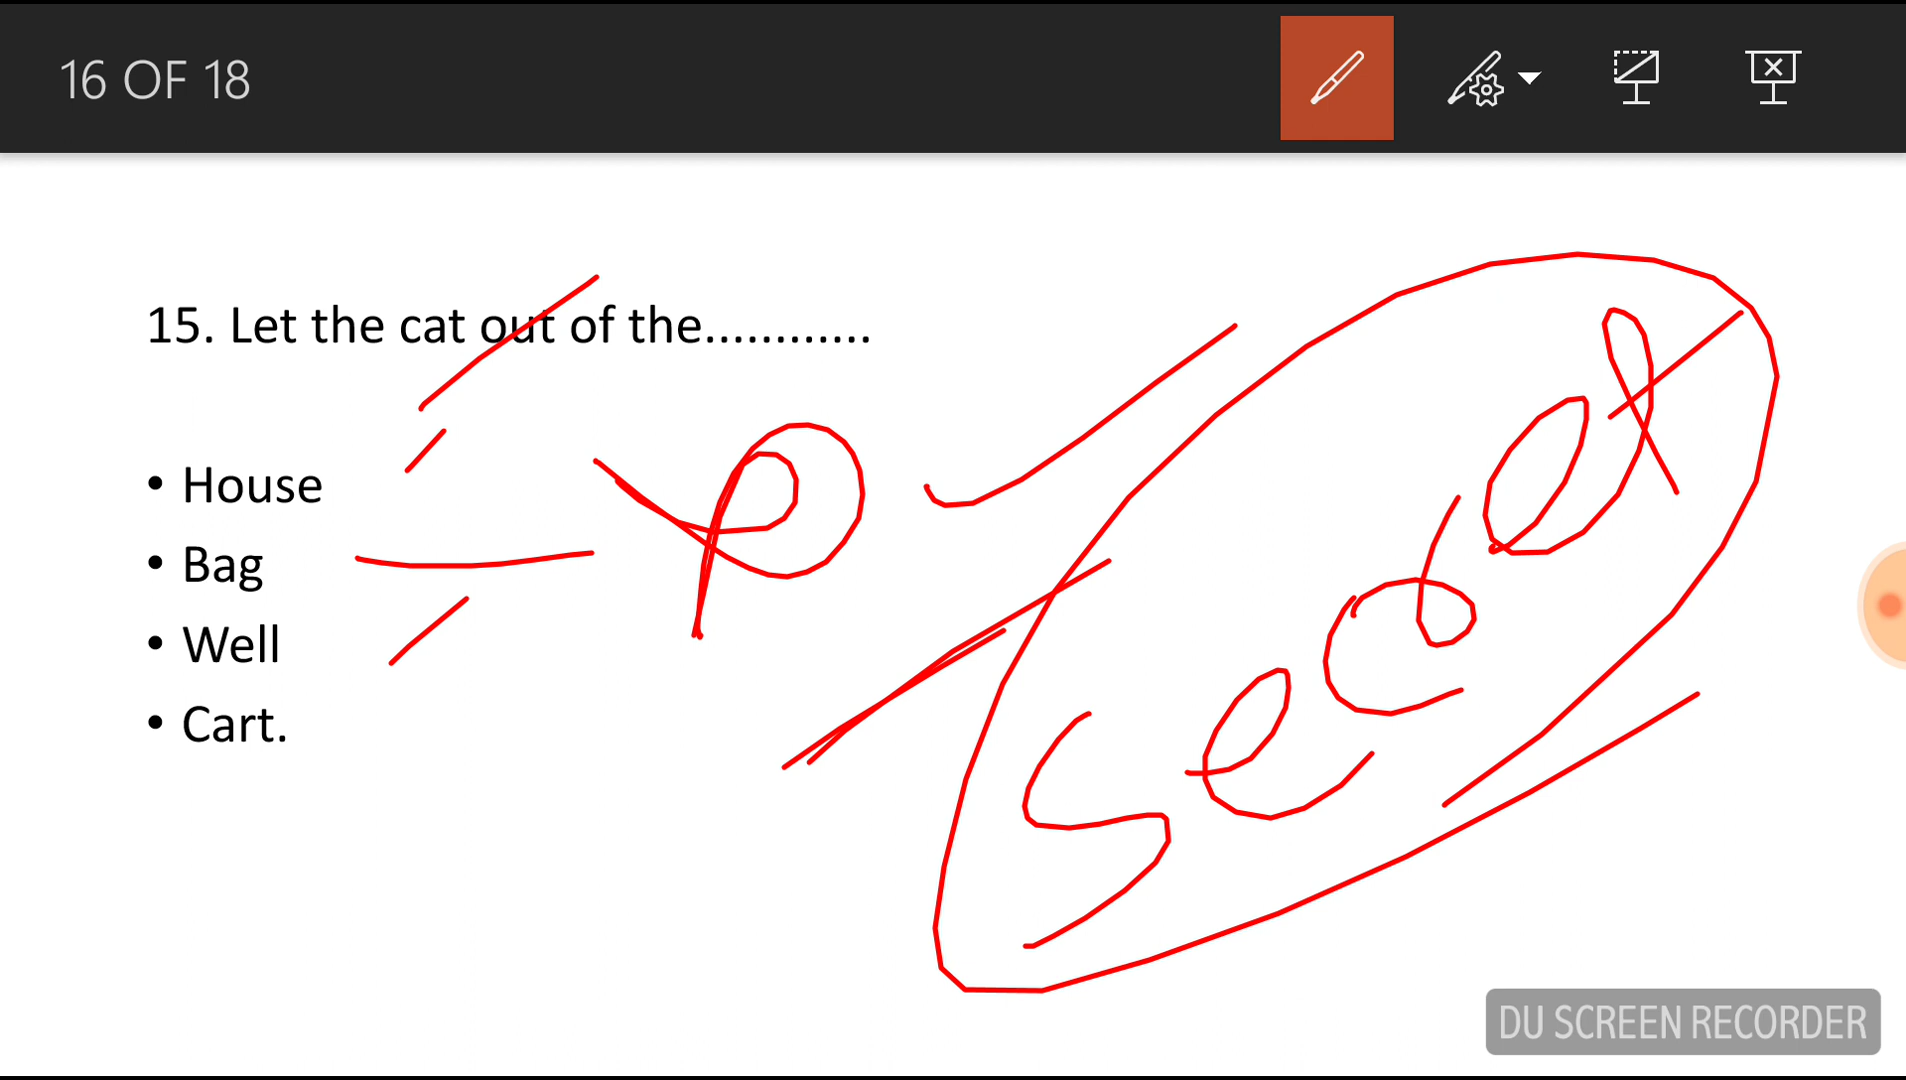 16 OF 18
15. Let the cat out of the............
• House
• Bag
• Well
• Cart.
Secret
DU SCREEN RECORDER